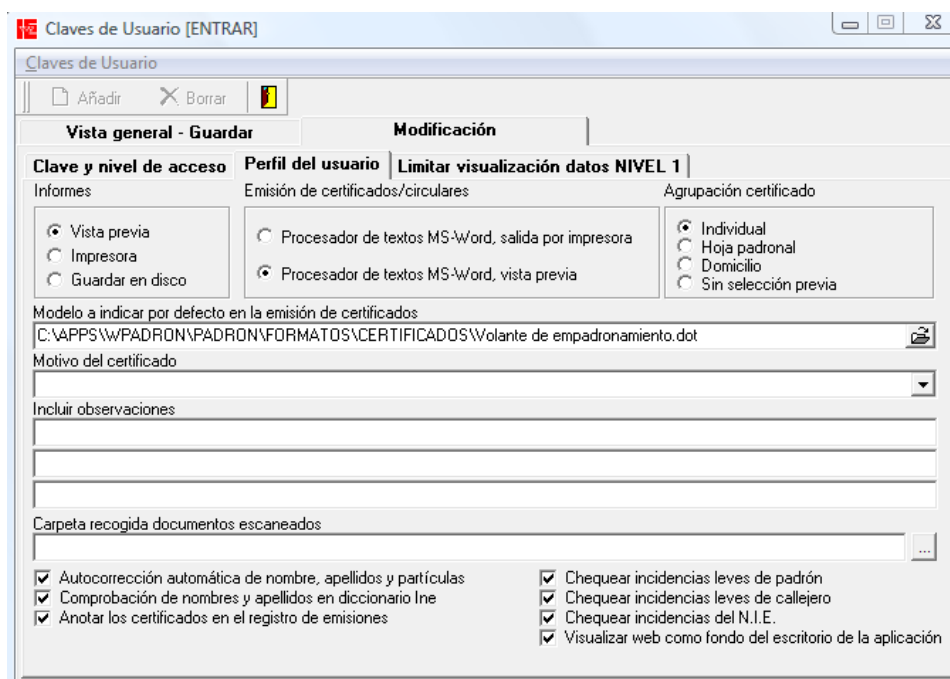 Claves de Usuario [ENTRAR]
Claves de Usuario
Añadir Borrar
Vista general - Guardar Modificación
Clave y nivel de acceso Perfil del usuario Limitar visualización datos NIVEL 1
Informes Emisión de certificados/circulares Agrupación certificado
Vista previa
Impresora
Guardar en disco
Procesador de textos MS-Word, salida por impresora
Procesador de textos MS-Word, vista previa
Individual
Hoja padronal
Domicilio
Sin selección previa
Modelo a indicar por defecto en la emisión de certificados
C:\APPS\WPADRON\PADRON\FORMATOS\CERTIFICADOS\Volante de empadronamiento.dot
Motivo del certificado
Incluir observaciones
Carpeta recogida documentos escaneados
...
Autocorrección automática de nombre, apellidos y partículas
Comprobación de nombres y apellidos en diccionario Ine
Anotar los certificados en el registro de emisiones
Chequear incidencias leves de padrón
Chequear incidencias leves de callejero
Chequear incidencias del N.I.E.
Visualizar web como fondo del escritorio de la aplicación